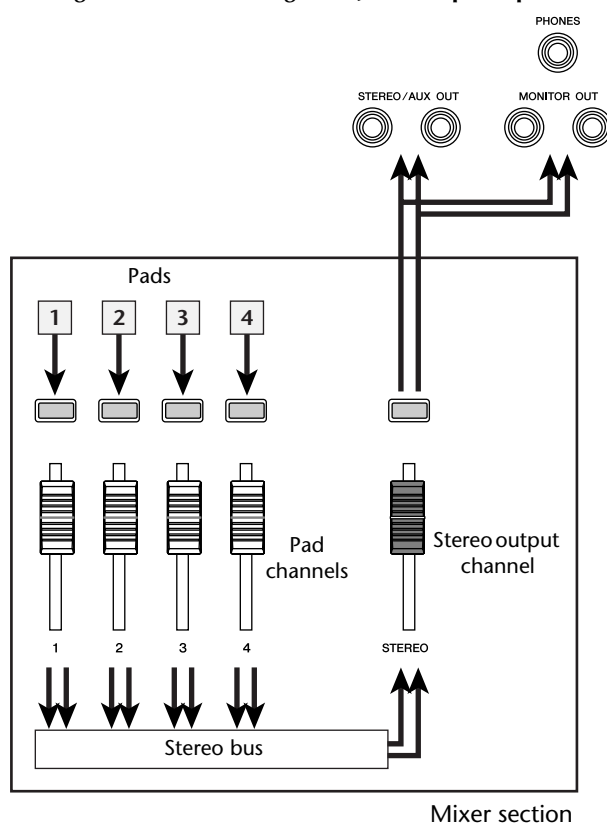 PHONES
STEREO/AUX OUT
MONITOR OUT
Pads
1 2 3 4
Pad
channels
Stereo output
channel
1 2 3 4 STEREO
Stereo bus
Mixer section